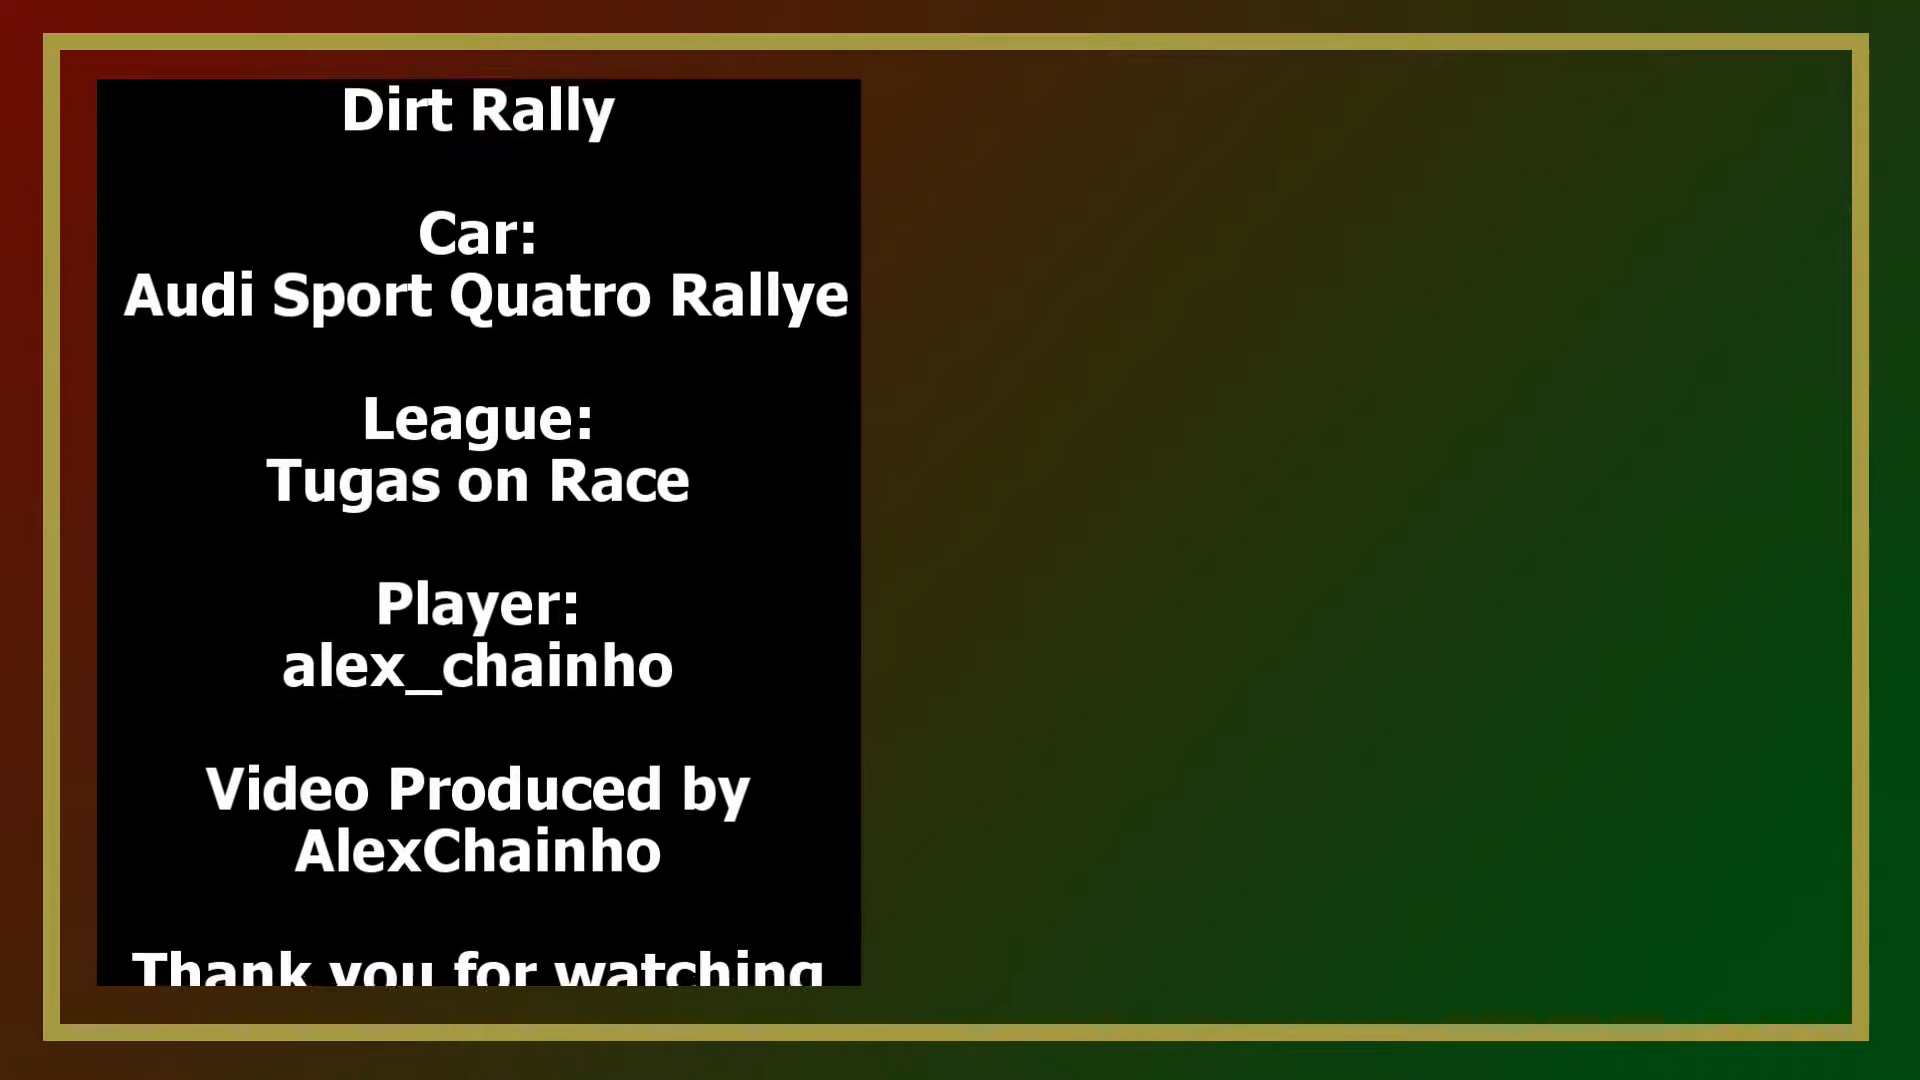 Dirt Rally
Car:
Audi Sport Quatro Rallye
League:
Tugas on Race
Player:
alex_chainho
Video Produced by
AlexChainho
Thank you for watching